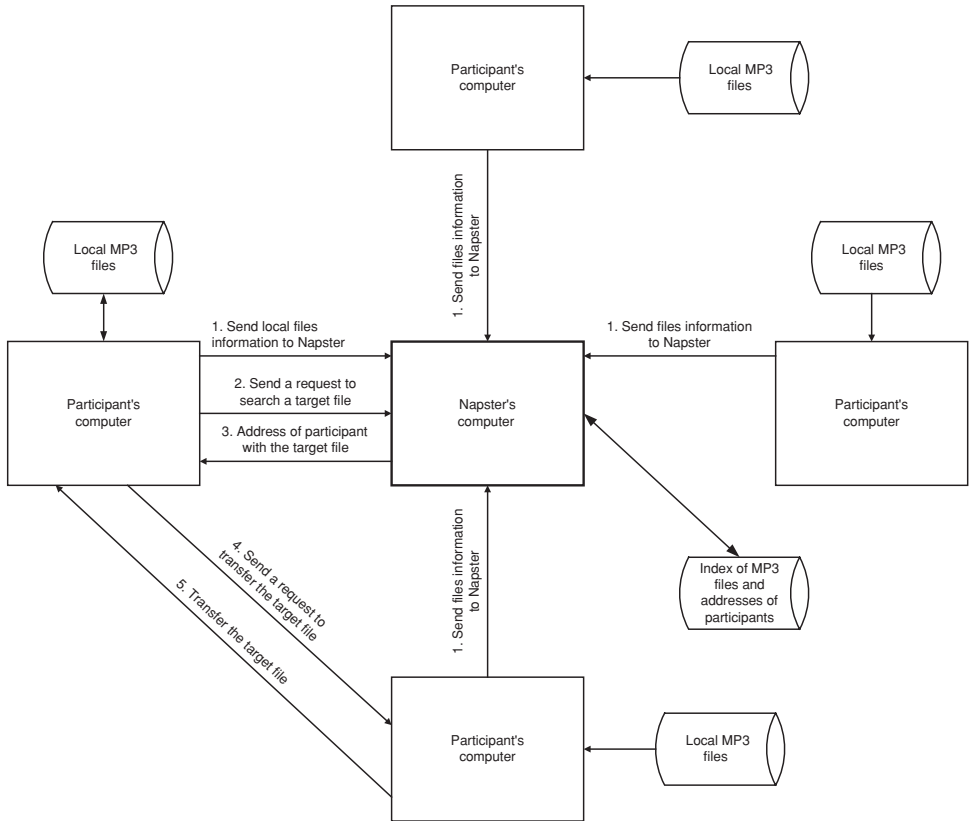 Participant's
computer
Local MP3
files
1. Send files information
to Napster
Local MP3
files
Local MP3
files
1. Send local files
information to Napster
1. Send files information
to Napster
Participant's
computer
2. Send a request to
search a target file
3. Address of participant
with the target file
Napster's
computer
Participant's
computer
4. Send a request to
transfer the target file
5. Transfer the target file
1. Send files information
to Napster
Index of MP3
files and
addresses of
participants
Participant's
computer
Local MP3
files